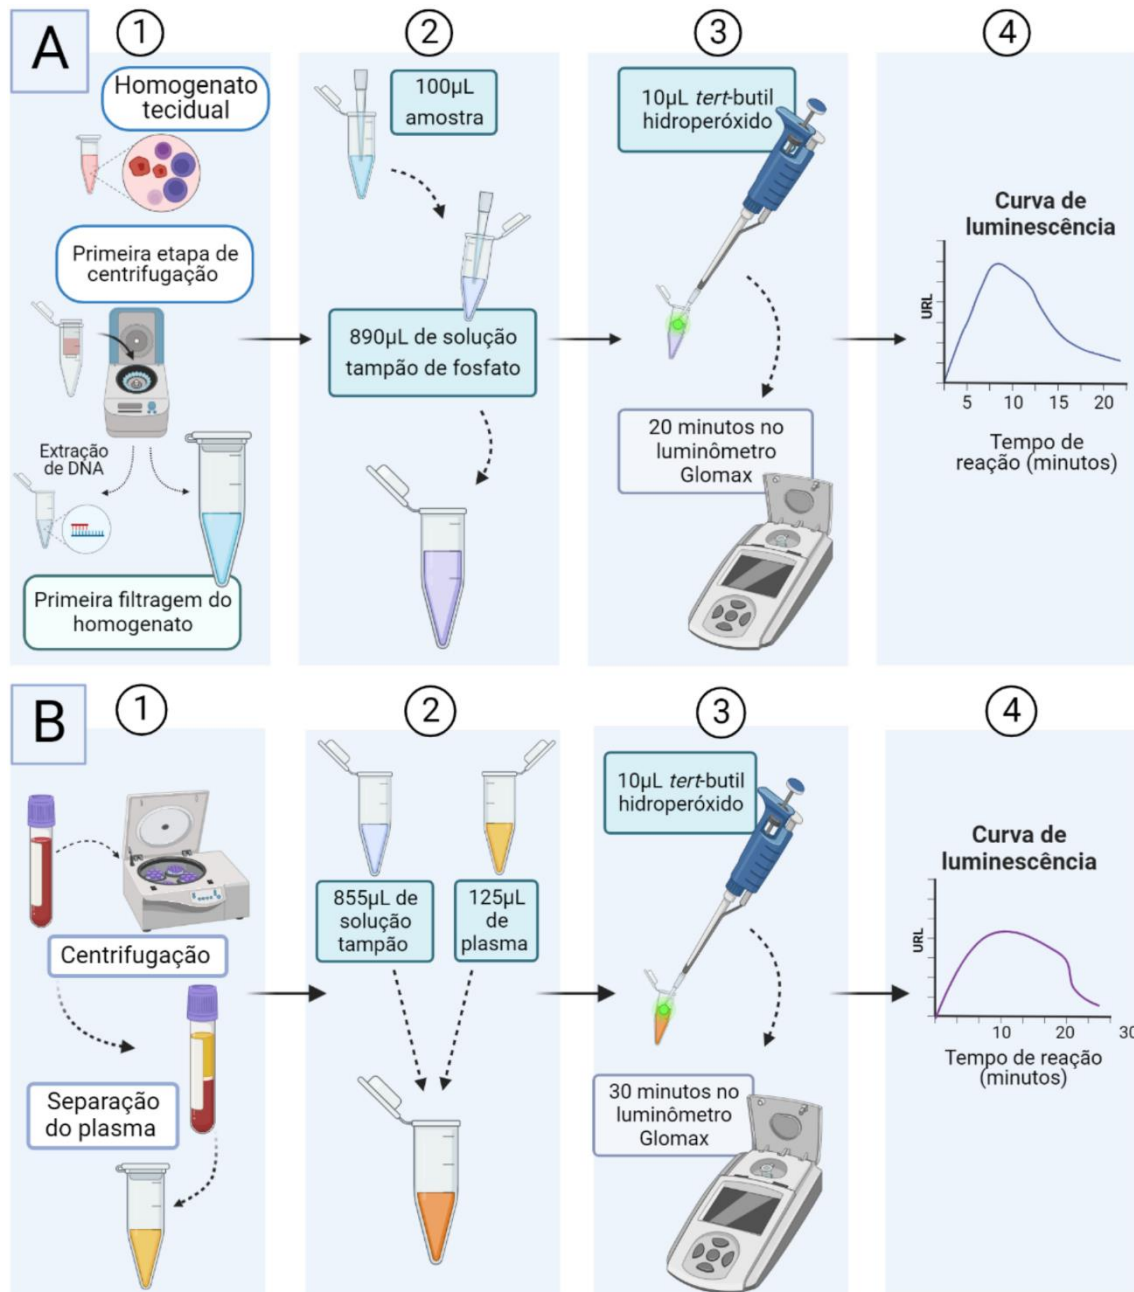 A
1
2
3
4
Homogenato
tecidual
Primeira etapa de
centrifugação
Extração
de DNA
Primeira filtragem do
homogenato
100µL
amostra
890µL de solução
tampão de fosfato
10µL tert-butil
hidroperóxido
20 minutos no
luminômetro
Glomax
Curva de
luminescência
URL
5 10 15 20
Tempo de
reação (minutos)
B
1
2
3
4
Centrifugação
Separação
do plasma
855µL de
solução
tampão
125µL
de
plasma
10µL tert-butil
hidroperóxido
30 minutos no
luminômetro
Glomax
Curva de
luminescência
URL
10 20 30
Tempo de reação
(minutos)